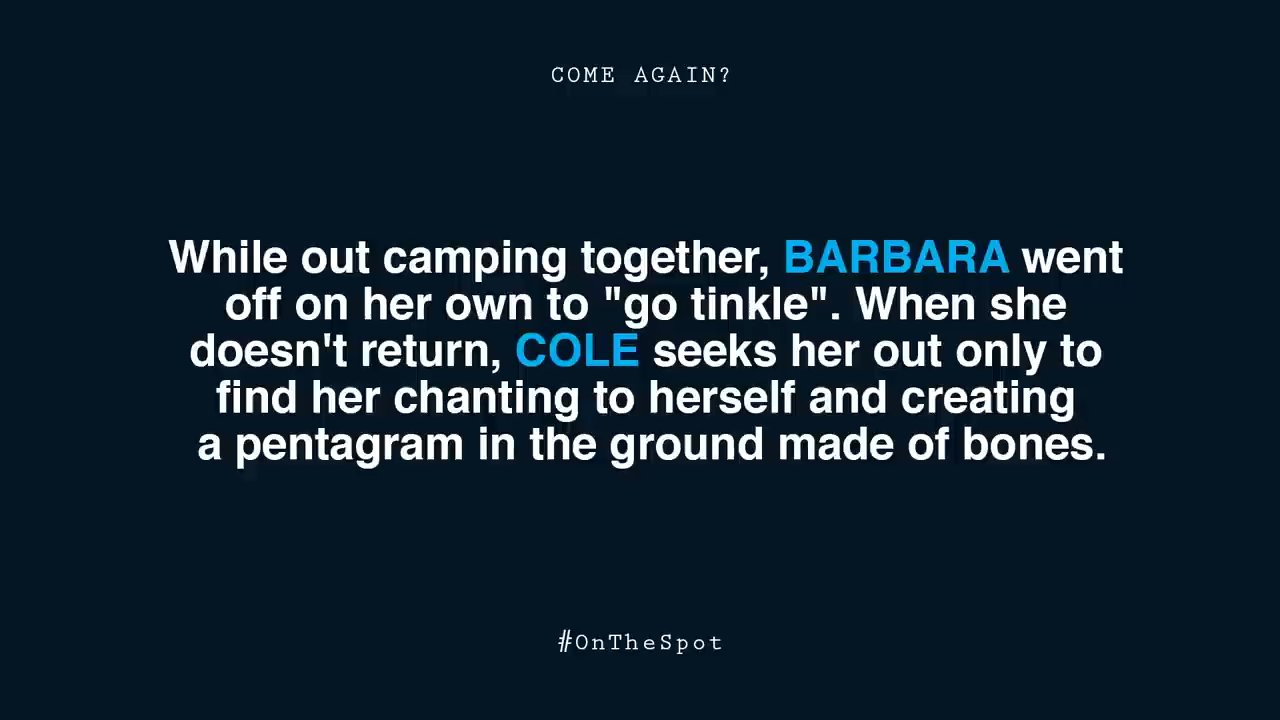 COME AGAIN?
While out camping together, BARBARA went
off on her own to "go tinkle". When she
doesn't return, COLE seeks her out only to
find her chanting to herself and creating
a pentagram in the ground made of bones.
#OnTheSpot